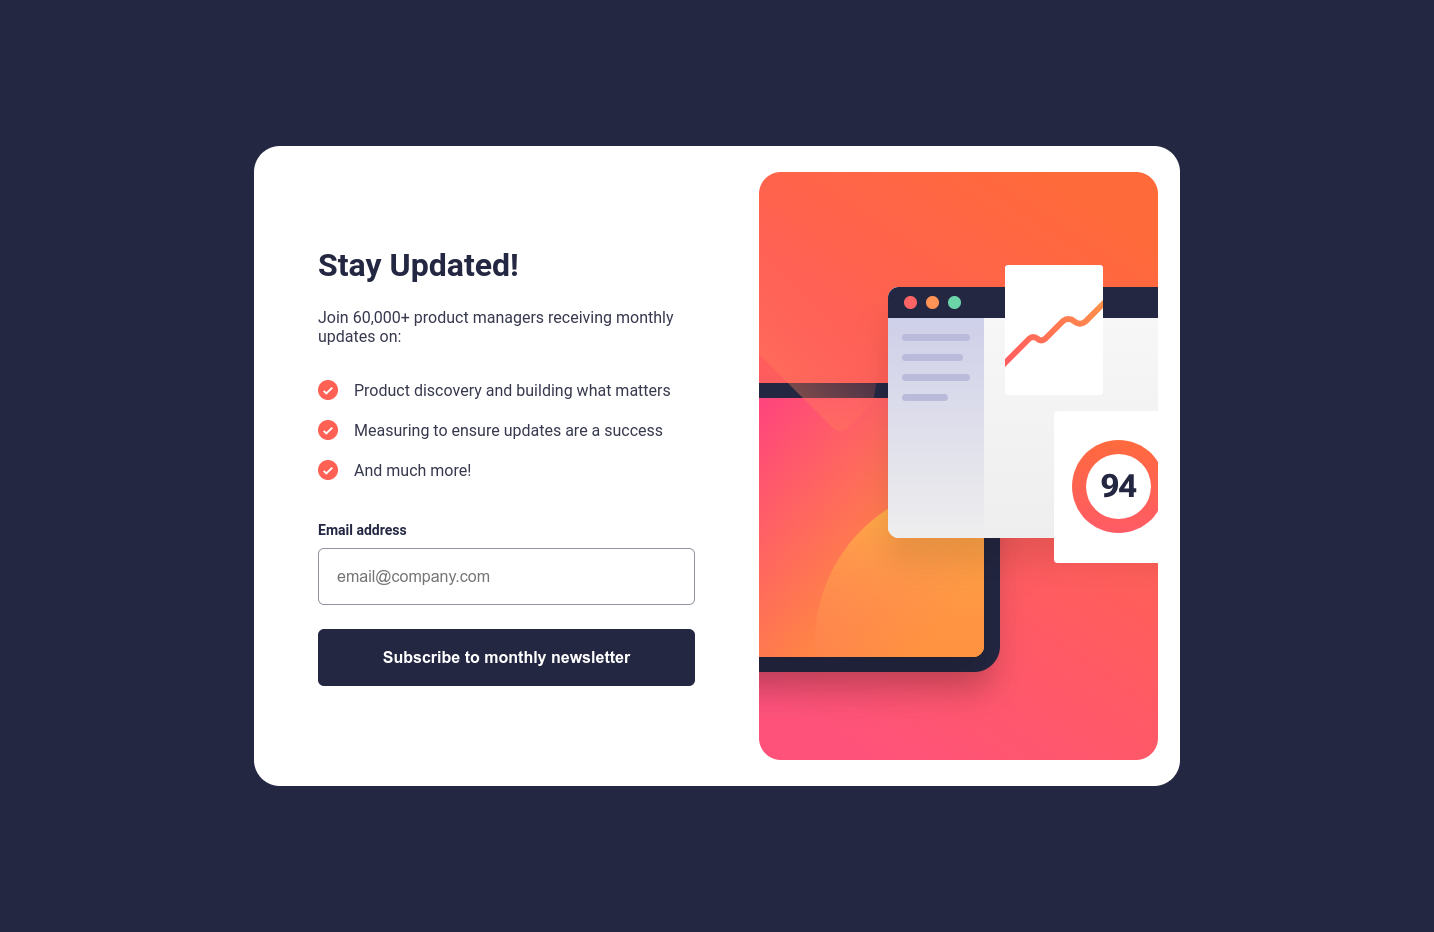 Stay Updated!
Join 60,000+ product managers receiving monthly
updates on:
Product discovery and building what matters
Measuring to ensure updates are a success
And much more!
Email address
email@company.com
Subscribe to monthly newsletter
94